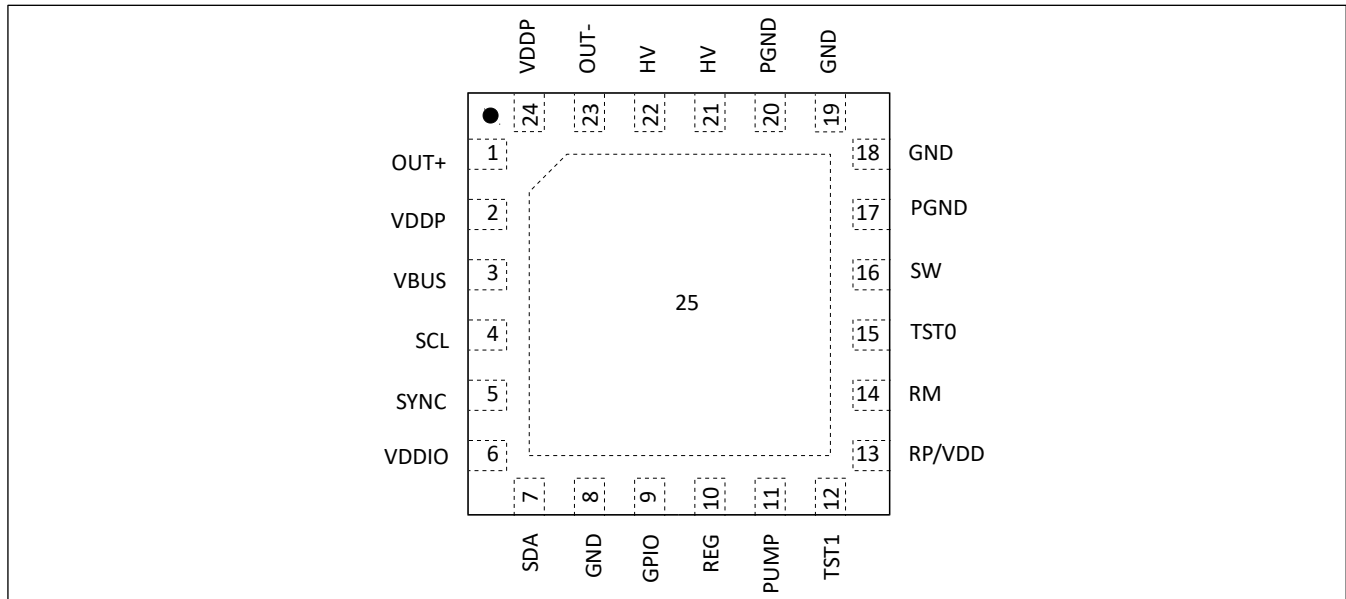 VDDP OUT- HV HV PGND GND
24 23 22 21 20 19
OUT+ 1 18 GND
VDDP 2 17 PGND
VBUS 3 16 SW
25
SCL 4 15 TST0
SYNC 5 14 RM
VDDIO 6 13 RP/VDD
7 8 9 10 11 12
SDA GND GPIO REG PUMP TST1